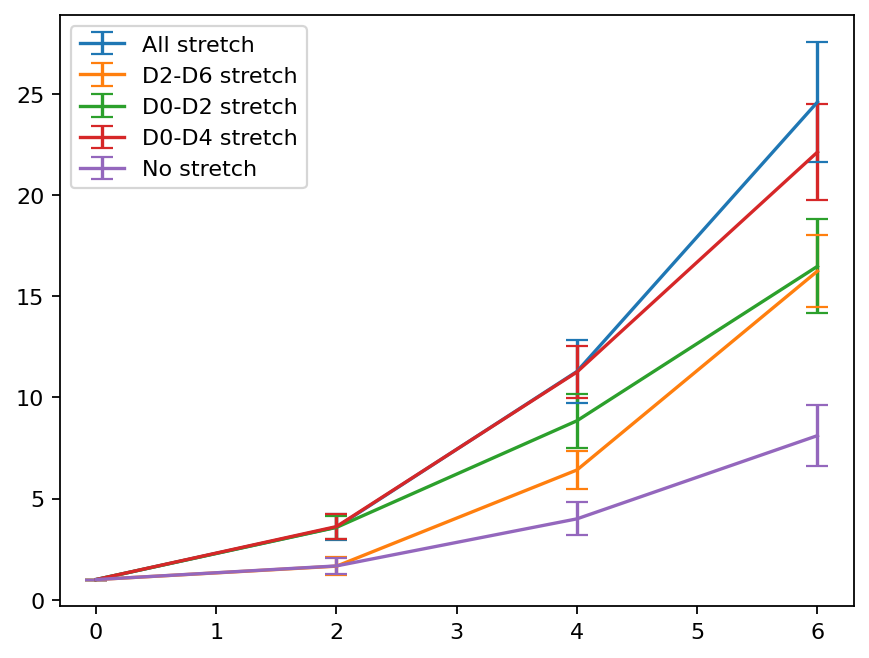 All stretch
D2-D6 stretch
D0-D2 stretch
D0-D4 stretch
No stretch
25
20
15
10
5
0
0 1 2 3 4 5 6